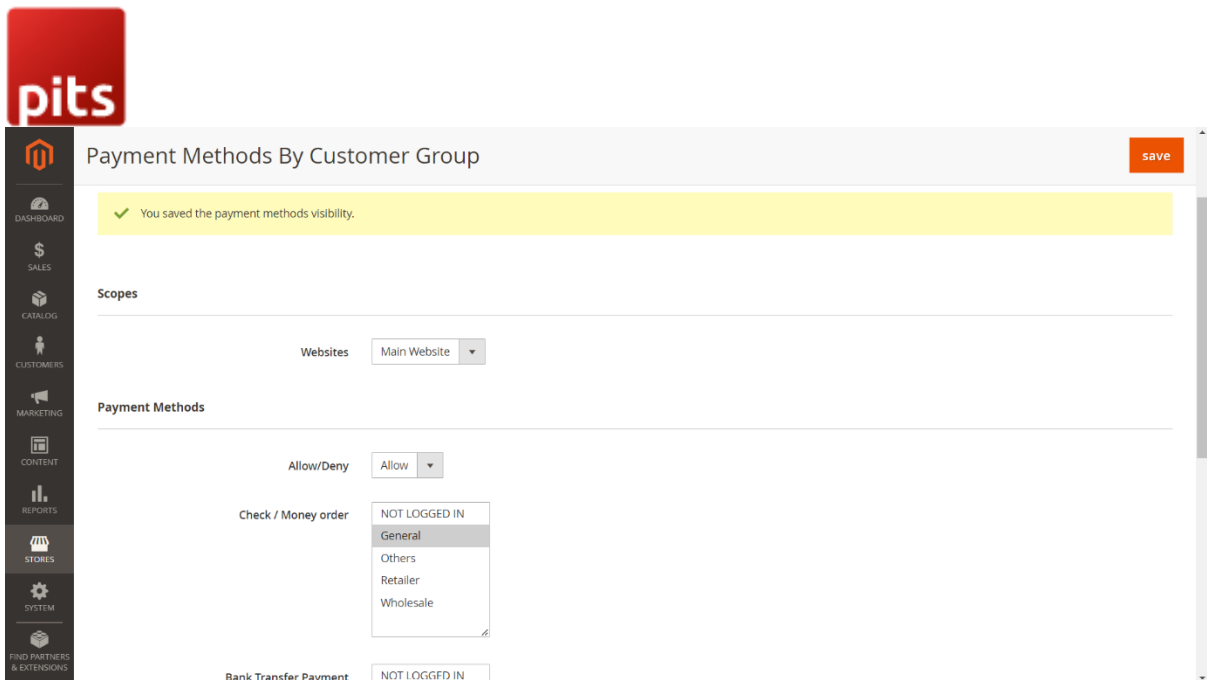 pits
Payment Methods By Customer Group
save
DASHBOARD
You saved the payment methods visibility.
$
SALES
Scopes
CATALOG
Websites
Main Website
CUSTOMERS
MARKETING
Payment Methods
CONTENT
Allow/Deny
Allow
REPORTS
Check / Money order
NOT LOGGED IN
General
Others
Retailer
Wholesale
STORES
SYSTEM
FIND PARTNERS
& EXTENSIONS
Bank Transfer Payment
NOT LOGGED IN